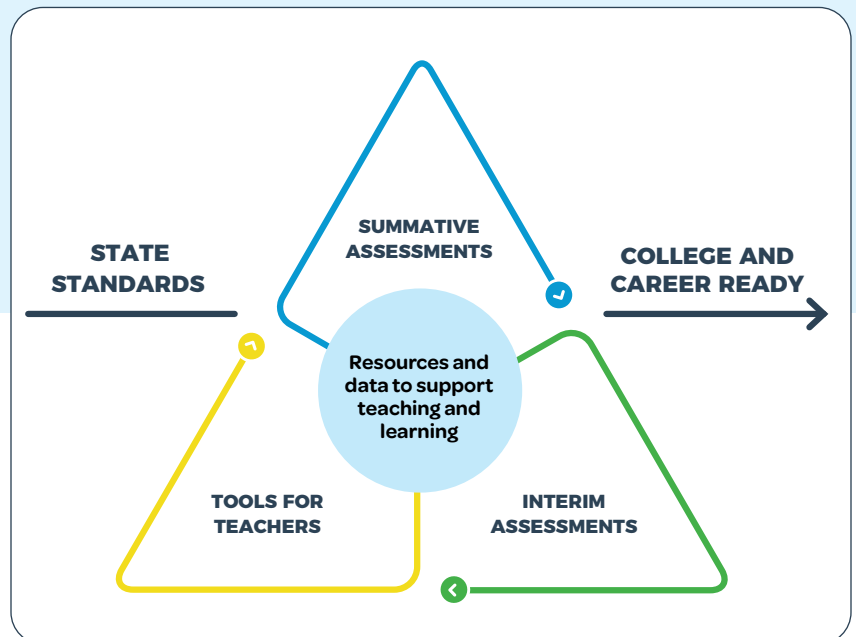 SUMMATIVE
ASSESSMENTS
STATE
STANDARDS
COLLEGE AND
CAREER READY
Resources and
data to support
teaching and
learning
TOOLS FOR
TEACHERS
INTERIM
ASSESSMENTS